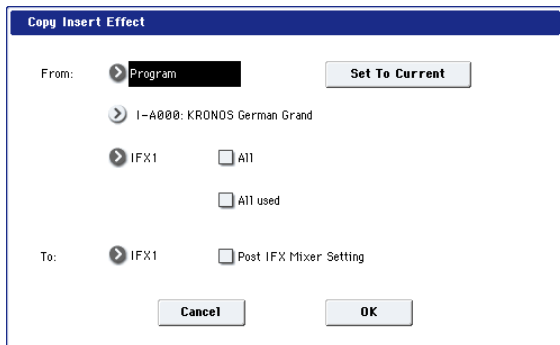 Copy Insert Effect
From: Program Set To Current
I-A000: KRONOS German Grand
IFX1 All
All used
To: IFX1 Post IFX Mixer Setting
Cancel OK